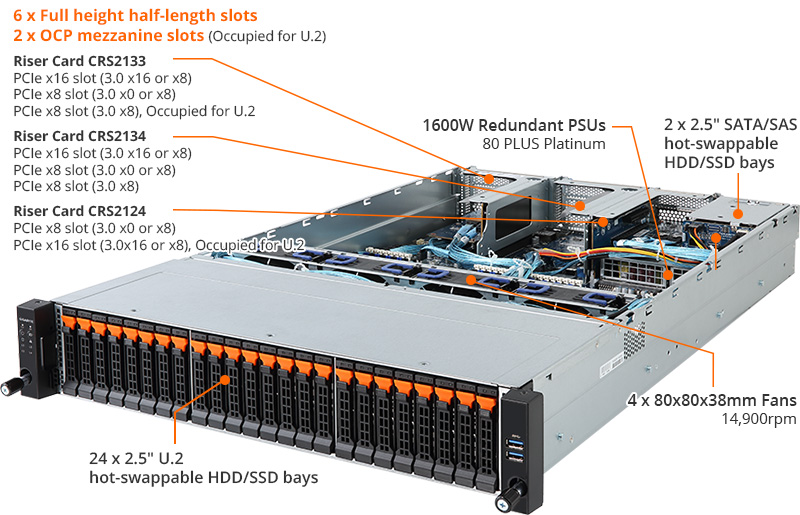 6 x Full height half-length slots
2 x OCP mezzanine slots (Occupied for U.2)
Riser Card CRS2133
PCIe x16 slot (3.0 x16 or x8)
PCIe x8 slot (3.0 x0 or x8)
PCIe x8 slot (3.0 x8), Occupied for U.2
Riser Card CRS2134
PCIe x16 slot (3.0 x16 or x8)
PCIe x8 slot (3.0 x0 or x8)
PCIe x8 slot (3.0 x8)
Riser Card CRS2124
PCIe x8 slot (3.0 x0 or x8)
PCIe x16 slot (3.0x16 or x8), Occupied for U.2
1600W Redundant PSUs
80 PLUS Platinum
2 x 2.5" SATA/SAS
hot-swappable
HDD/SSD bays
4 x 80x80x38mm Fans
14,900rpm
24 x 2.5" U.2
hot-swappable HDD/SSD bays